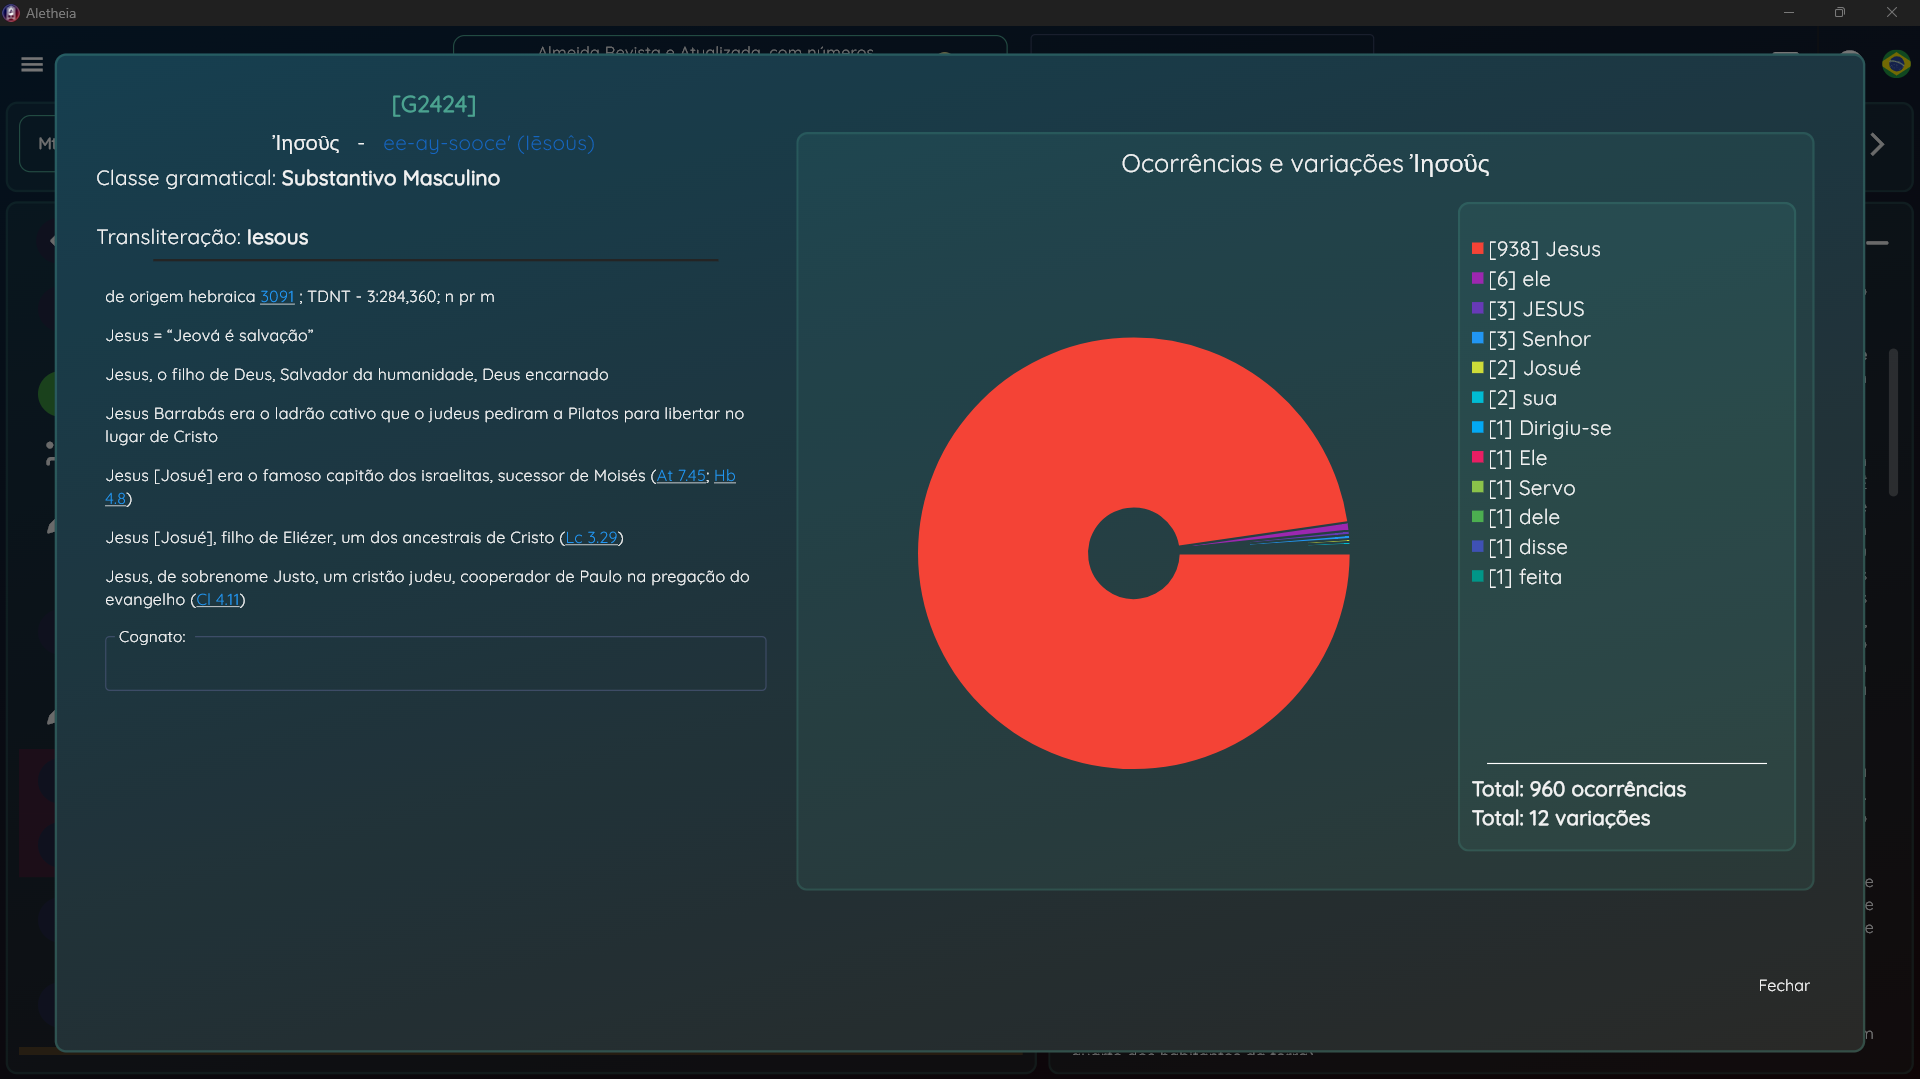 Aletheia
Almeida Revista e Atualizada, com números
[G2424]
Ἰησοῦς - ee-ay-sooce' (Iēsoûs)
Classe gramatical: Substantivo Masculino
Transliteração: Iesous
de origem hebraica 3091 ; TDNT - 3:284,360; n pr m
Jesus = “Jeová é salvação”
Jesus, o filho de Deus, Salvador da humanidade, Deus encarnado
Jesus Barrabás era o ladrão cativo que o judeus pediram a Pilatos para libertar no
lugar de Cristo
Jesus [Josué] era o famoso capitão dos israelitas, sucessor de Moisés (At 7.45; Hb
4.8)
Jesus [Josué], filho de Eliézer, um dos ancestrais de Cristo (Lc 3.29)
Jesus, de sobrenome Justo, um cristão judeu, cooperador de Paulo na pregação do
evangelho (Cl 4.11)
Cognato:
Ocorrências e variações Ἰησοῦς
[938] Jesus
[6] ele
[3] JESUS
[3] Senhor
[2] Josué
[2] sua
[1] Dirigiu-se
[1] Ele
[1] Servo
[1] dele
[1] disse
[1] feita
Total: 960 ocorrências
Total: 12 variações
Fechar